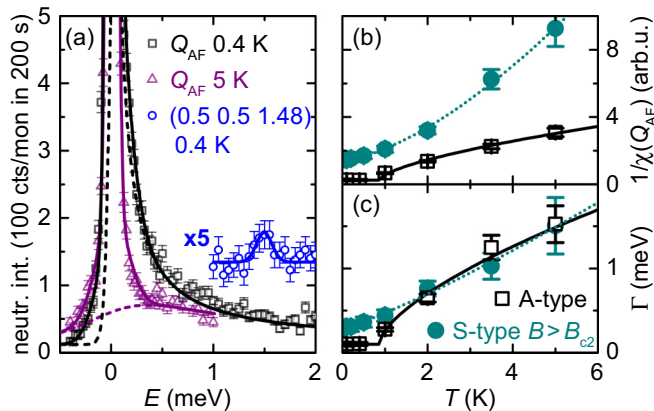 (a)
Q_AF 0.4 K
Q_AF 5 K
(0.5 0.5 1.48)
0.4 K
x5
neutr. int. (100 cts/mon in 200 s)
5
4
3
2
1
0
0 1 2
E (meV)
(b)
8
4
0
1/χ(Q_AF) (arb.u.)
(c)
1
0
Γ (meV)
A-type
S-type B > B_c2
0 2 4 6
T (K)